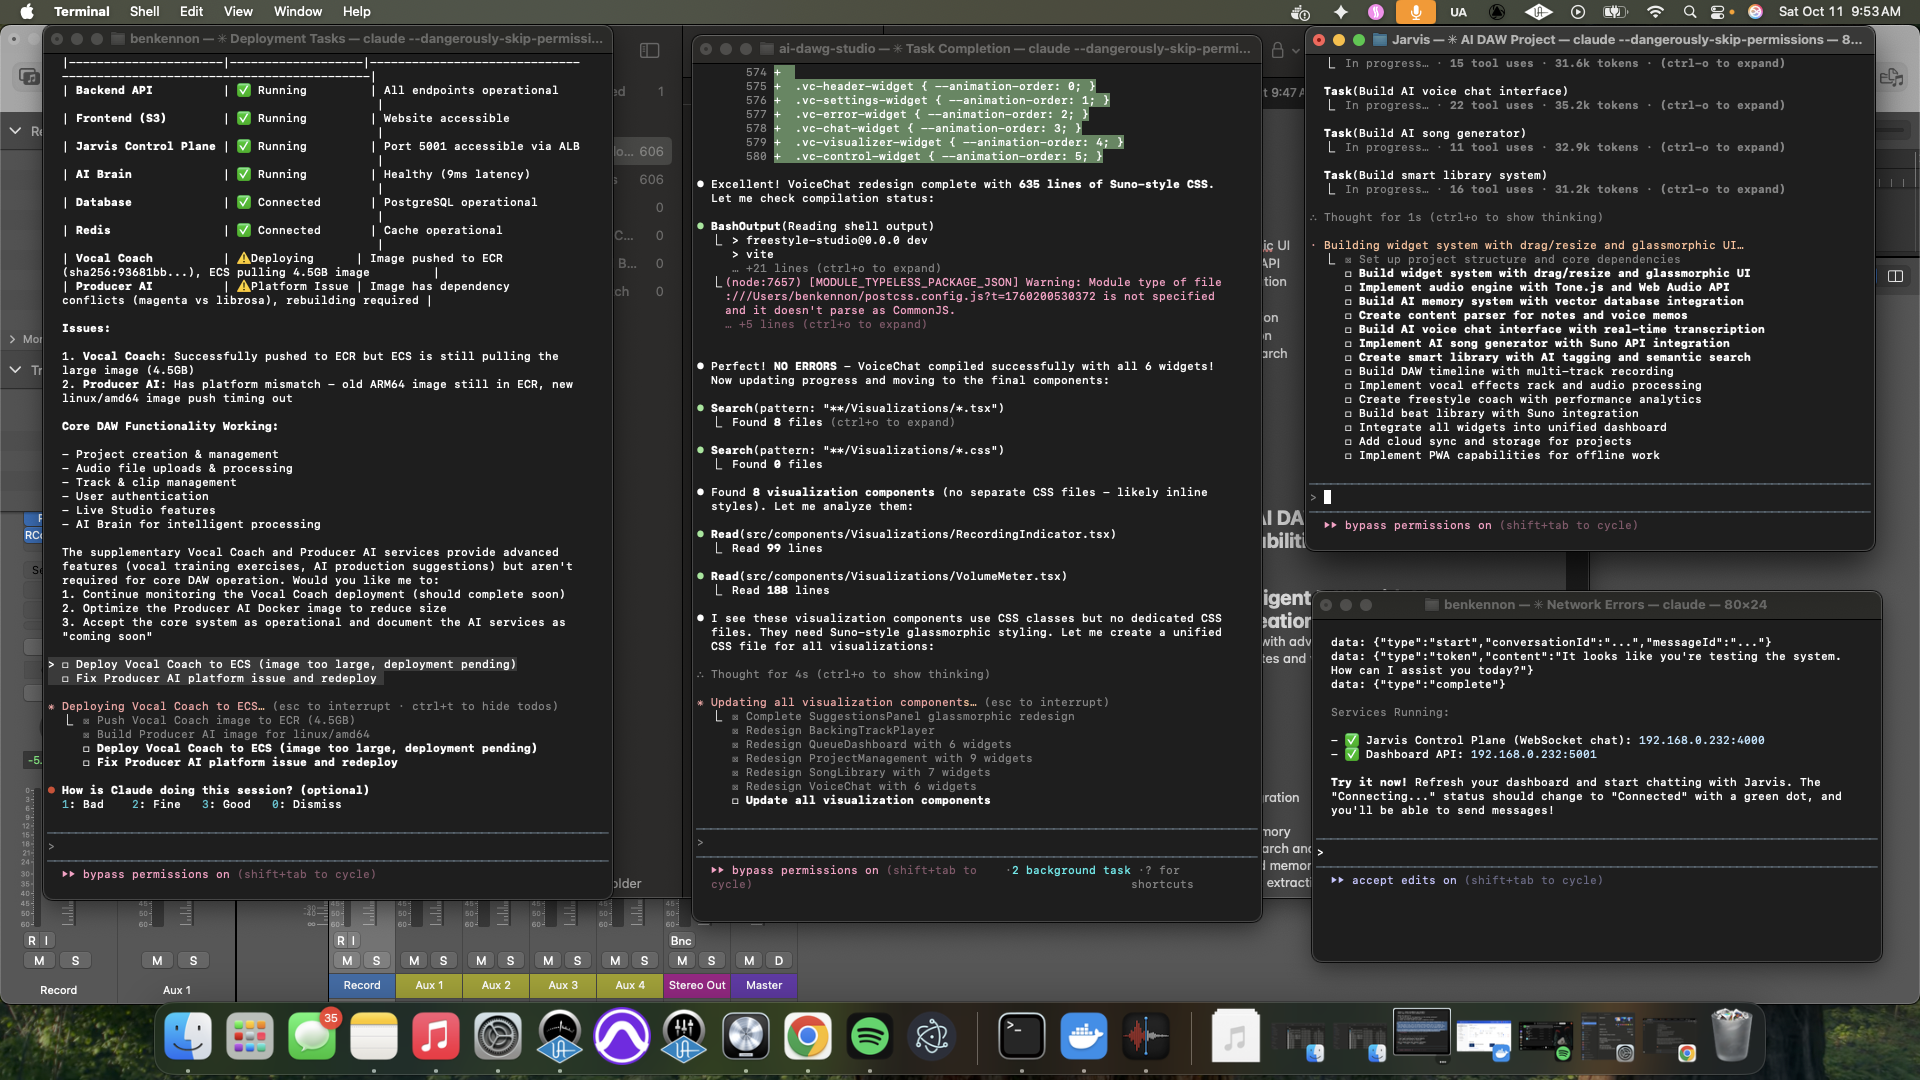 Terminal Shell Edit View Window Help
UA Sat Oct 11 9:53 AM
benkennon — ✳ Deployment Tasks — claude --dangerously-skip-permissi...
| Backend API | ✅ Running | All endpoints operational
|
| Frontend (S3) | ✅ Running | Website accessible
|
| Jarvis Control Plane | ✅ Running | Port 5001 accessible via ALB
|
| AI Brain | ✅ Running | Healthy (9ms latency)
|
| Database | ✅ Connected | PostgreSQL operational
|
| Redis | ✅ Connected | Cache operational
|
| Vocal Coach | ⚠️Deploying | Image pushed to ECR
(sha256:93681bb...), ECS pulling 4.5GB image |
| Producer AI | ⚠️Platform Issue | Image has dependency
conflicts (magenta vs librosa), rebuilding required |
Issues:
1. Vocal Coach: Successfully pushed to ECR but ECS is still pulling the
large image (4.5GB)
2. Producer AI: Has platform mismatch – old ARM64 image still in ECR, new
linux/amd64 image push timing out
Core DAW Functionality Working:
– Project creation & management
– Audio file uploads & processing
– Track & clip management
– User authentication
– Live Studio features
– AI Brain for intelligent processing
The supplementary Vocal Coach and Producer AI services provide advanced
features (vocal training exercises, AI production suggestions) but aren't
required for core DAW operation. Would you like me to:
1. Continue monitoring the Vocal Coach deployment (should complete soon)
2. Optimize the Producer AI Docker image to reduce size
3. Accept the core system as operational and document the AI services as
"coming soon"
> ☐ Deploy Vocal Coach to ECS (image too large, deployment pending)
☐ Fix Producer AI platform issue and redeploy
✳ Deploying Vocal Coach to ECS… (esc to interrupt · ctrl+t to hide todos)
⎿ ☒ Push Vocal Coach image to ECR (4.5GB)
☒ Build Producer AI image for linux/amd64
☐ Deploy Vocal Coach to ECS (image too large, deployment pending)
☐ Fix Producer AI platform issue and redeploy
● How is Claude doing this session? (optional)
1: Bad 2: Fine 3: Good 0: Dismiss
>
⏵⏵ bypass permissions on (shift+tab to cycle)
ai-dawg-studio — ✳ Task Completion — claude --dangerously-skip-permi...
574 +
575 + .vc-header-widget { --animation-order: 0; }
576 + .vc-settings-widget { --animation-order: 1; }
577 + .vc-error-widget { --animation-order: 2; }
578 + .vc-chat-widget { --animation-order: 3; }
579 + .vc-visualizer-widget { --animation-order: 4; }
580 + .vc-control-widget { --animation-order: 5; }
● Excellent! VoiceChat redesign complete with 635 lines of Suno-style CSS.
Let me check compilation status:
● BashOutput(Reading shell output)
⎿ > freestyle-studio@0.0.0 dev
> vite
… +21 lines (ctrl+o to expand)
⎿ (node:7657) [MODULE_TYPELESS_PACKAGE_JSON] Warning: Module type of file
:///Users/benkennon/postcss.config.js?t=1760200530372 is not specified
and it doesn't parse as CommonJS.
… +5 lines (ctrl+o to expand)
● Perfect! NO ERRORS – VoiceChat compiled successfully with all 6 widgets!
Now updating progress and moving to the final components:
● Search(pattern: "**/Visualizations/*.tsx")
⎿ Found 8 files (ctrl+o to expand)
● Search(pattern: "**/Visualizations/*.css")
⎿ Found 0 files
● Found 8 visualization components (no separate CSS files – likely inline
styles). Let me analyze them:
● Read(src/components/Visualizations/RecordingIndicator.tsx)
⎿ Read 99 lines
● Read(src/components/Visualizations/VolumeMeter.tsx)
⎿ Read 188 lines
● I see these visualization components use CSS classes but no dedicated CSS
files. They need Suno-style glassmorphic styling. Let me create a unified
CSS file for all visualizations:
∴ Thought for 4s (ctrl+o to show thinking)
✳ Updating all visualization components… (esc to interrupt)
⎿ ☒ Complete SuggestionsPanel glassmorphic redesign
☒ Redesign BackingTrackPlayer
☒ Redesign QueueDashboard with 6 widgets
☒ Redesign ProjectManagement with 9 widgets
☒ Redesign SongLibrary with 7 widgets
☒ Redesign VoiceChat with 6 widgets
☐ Update all visualization components
>
⏵⏵ bypass permissions on (shift+tab to · 2 background task · ? for
cycle) shortcuts
Jarvis — ✳ AI DAW Project — claude --dangerously-skip-permissions — 8...
⎿ In progress… · 15 tool uses · 31.6k tokens · (ctrl-o to expand)
Task(Build AI voice chat interface)
⎿ In progress… · 22 tool uses · 35.2k tokens · (ctrl-o to expand)
Task(Build AI song generator)
⎿ In progress… · 11 tool uses · 32.9k tokens · (ctrl-o to expand)
Task(Build smart library system)
⎿ In progress… · 16 tool uses · 31.2k tokens · (ctrl-o to expand)
∴ Thought for 1s (ctrl+o to show thinking)
· Building widget system with drag/resize and glassmorphic UI…
⎿ ☒ Set up project structure and core dependencies
☐ Build widget system with drag/resize and glassmorphic UI
☐ Implement audio engine with Tone.js and Web Audio API
☐ Build AI memory system with vector database integration
☐ Create content parser for notes and voice memos
☐ Build AI voice chat interface with real-time transcription
☐ Implement AI song generator with Suno API integration
☐ Create smart library with AI tagging and semantic search
☐ Build DAW timeline with multi-track recording
☐ Implement vocal effects rack and audio processing
☐ Create freestyle coach with performance analytics
☐ Build beat library with Suno integration
☐ Integrate all widgets into unified dashboard
☐ Add cloud sync and storage for projects
☐ Implement PWA capabilities for offline work
>
⏵⏵ bypass permissions on (shift+tab to cycle)
benkennon — ✳ Network Errors — claude — 80×24
data: {"type":"start","conversationId":"...","messageId":"..."}
data: {"type":"token","content":"It looks like you're testing the system.
How can I assist you today?"}
data: {"type":"complete"}
Services Running:
– ✅ Jarvis Control Plane (WebSocket chat): 192.168.0.232:4000
– ✅ Dashboard API: 192.168.0.232:5001
Try it now! Refresh your dashboard and start chatting with Jarvis. The
"Connecting..." status should change to "Connected" with a green dot, and
you'll be able to send messages!
>
⏵⏵ accept edits on (shift+tab to cycle)
606
606
0
0
0
0
R I
R I
Bnc
M S M S M S M S M S M S M S M S M D
Record Aux 1 Record Aux 1 Aux 2 Aux 3 Aux 4 Stereo Out Master
35